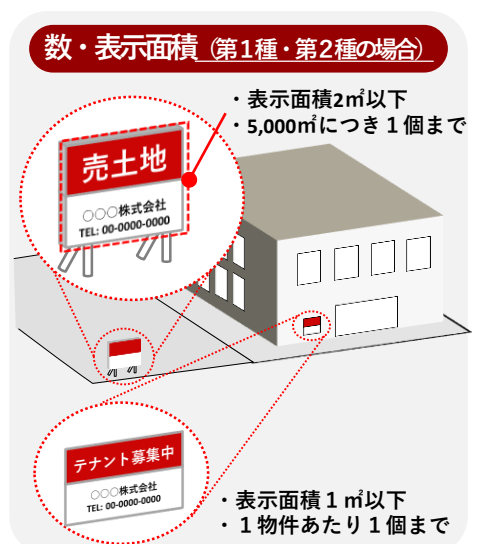 数・表示面積（第１種・第２種の場合）
・表示面積2㎡以下
・5,000㎡につき１個まで
売土地
○○○株式会社
TEL: 00-0000-0000
テナント募集中
○○○株式会社
TEL: 00-0000-0000
・表示面積１㎡以下
・１物件あたり１個まで